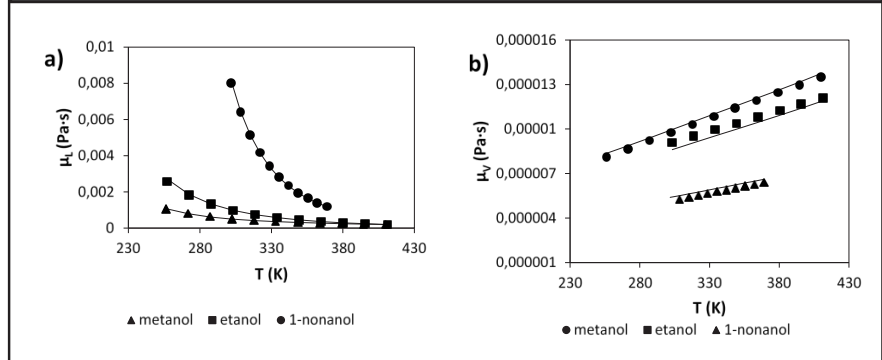 a)
0,01
0,008
0,006
0,004
0,002
0
μL (Pa·s)
230 280 330 380 430
T (K)
metanol etanol 1-nonanol
b)
0,000016
0,000013
0,00001
0,000007
0,000004
0,000001
μV (Pa·s)
230 280 330 380 430
T (K)
metanol etanol 1-nonanol